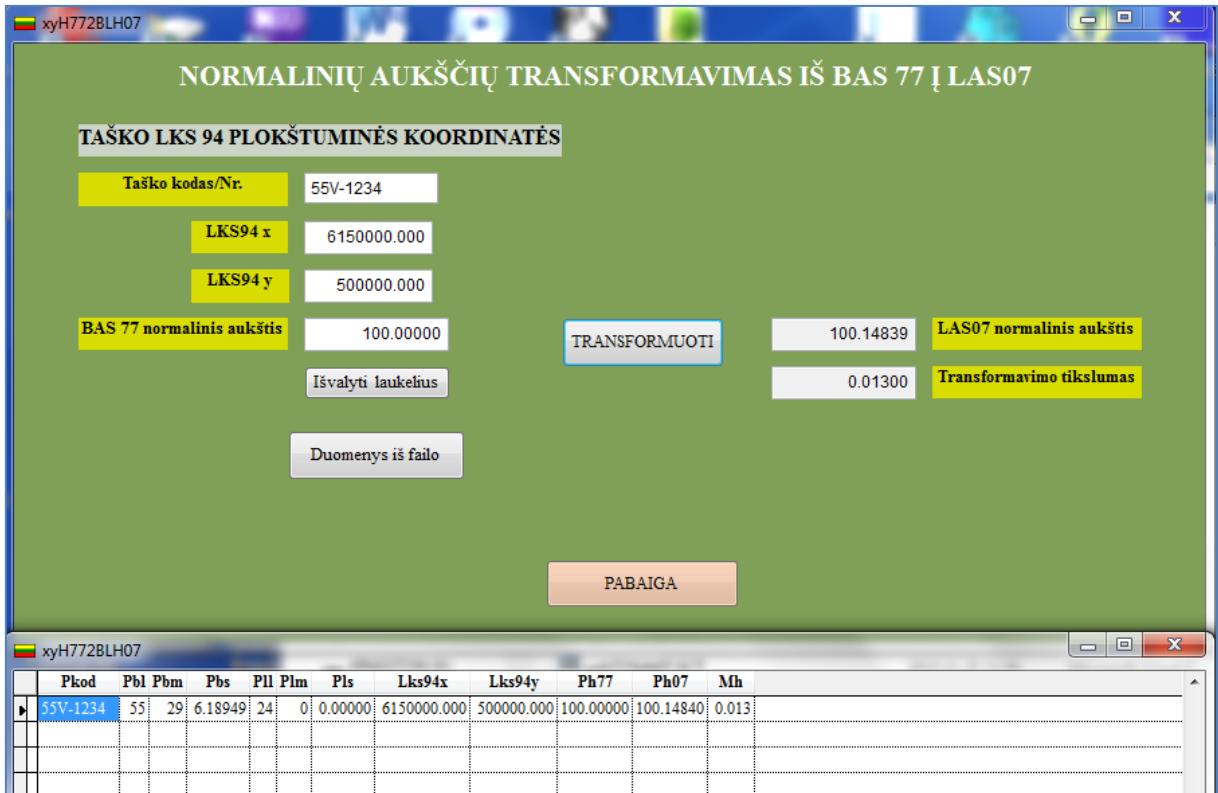 xyH772BLH07
NORMALINIŲ AUKŠČIŲ TRANSFORMAVIMAS IŠ BAS 77 Į LAS07
TAŠKO LKS 94 PLOKŠTUMINĖS KOORDINATĖS
Taško kodas/Nr. 55V-1234
LKS94 x 6150000.000
LKS94 y 500000.000
BAS 77 normalinis aukštis 100.00000 TRANSFORMUOTI 100.14839 LAS07 normalinis aukštis
Išvalyti laukelius 0.01300 Transformavimo tikslumas
Duomenys iš failo
PABAIGA
xyH772BLH07
Pkod Pbl Pbm Pbs Pll Plm Pls Lks94x Lks94y Ph77 Ph07 Mh
55V-1234 55 29 6.18949 24 0 0.00000 6150000.000 500000.000 100.00000 100.14840 0.013